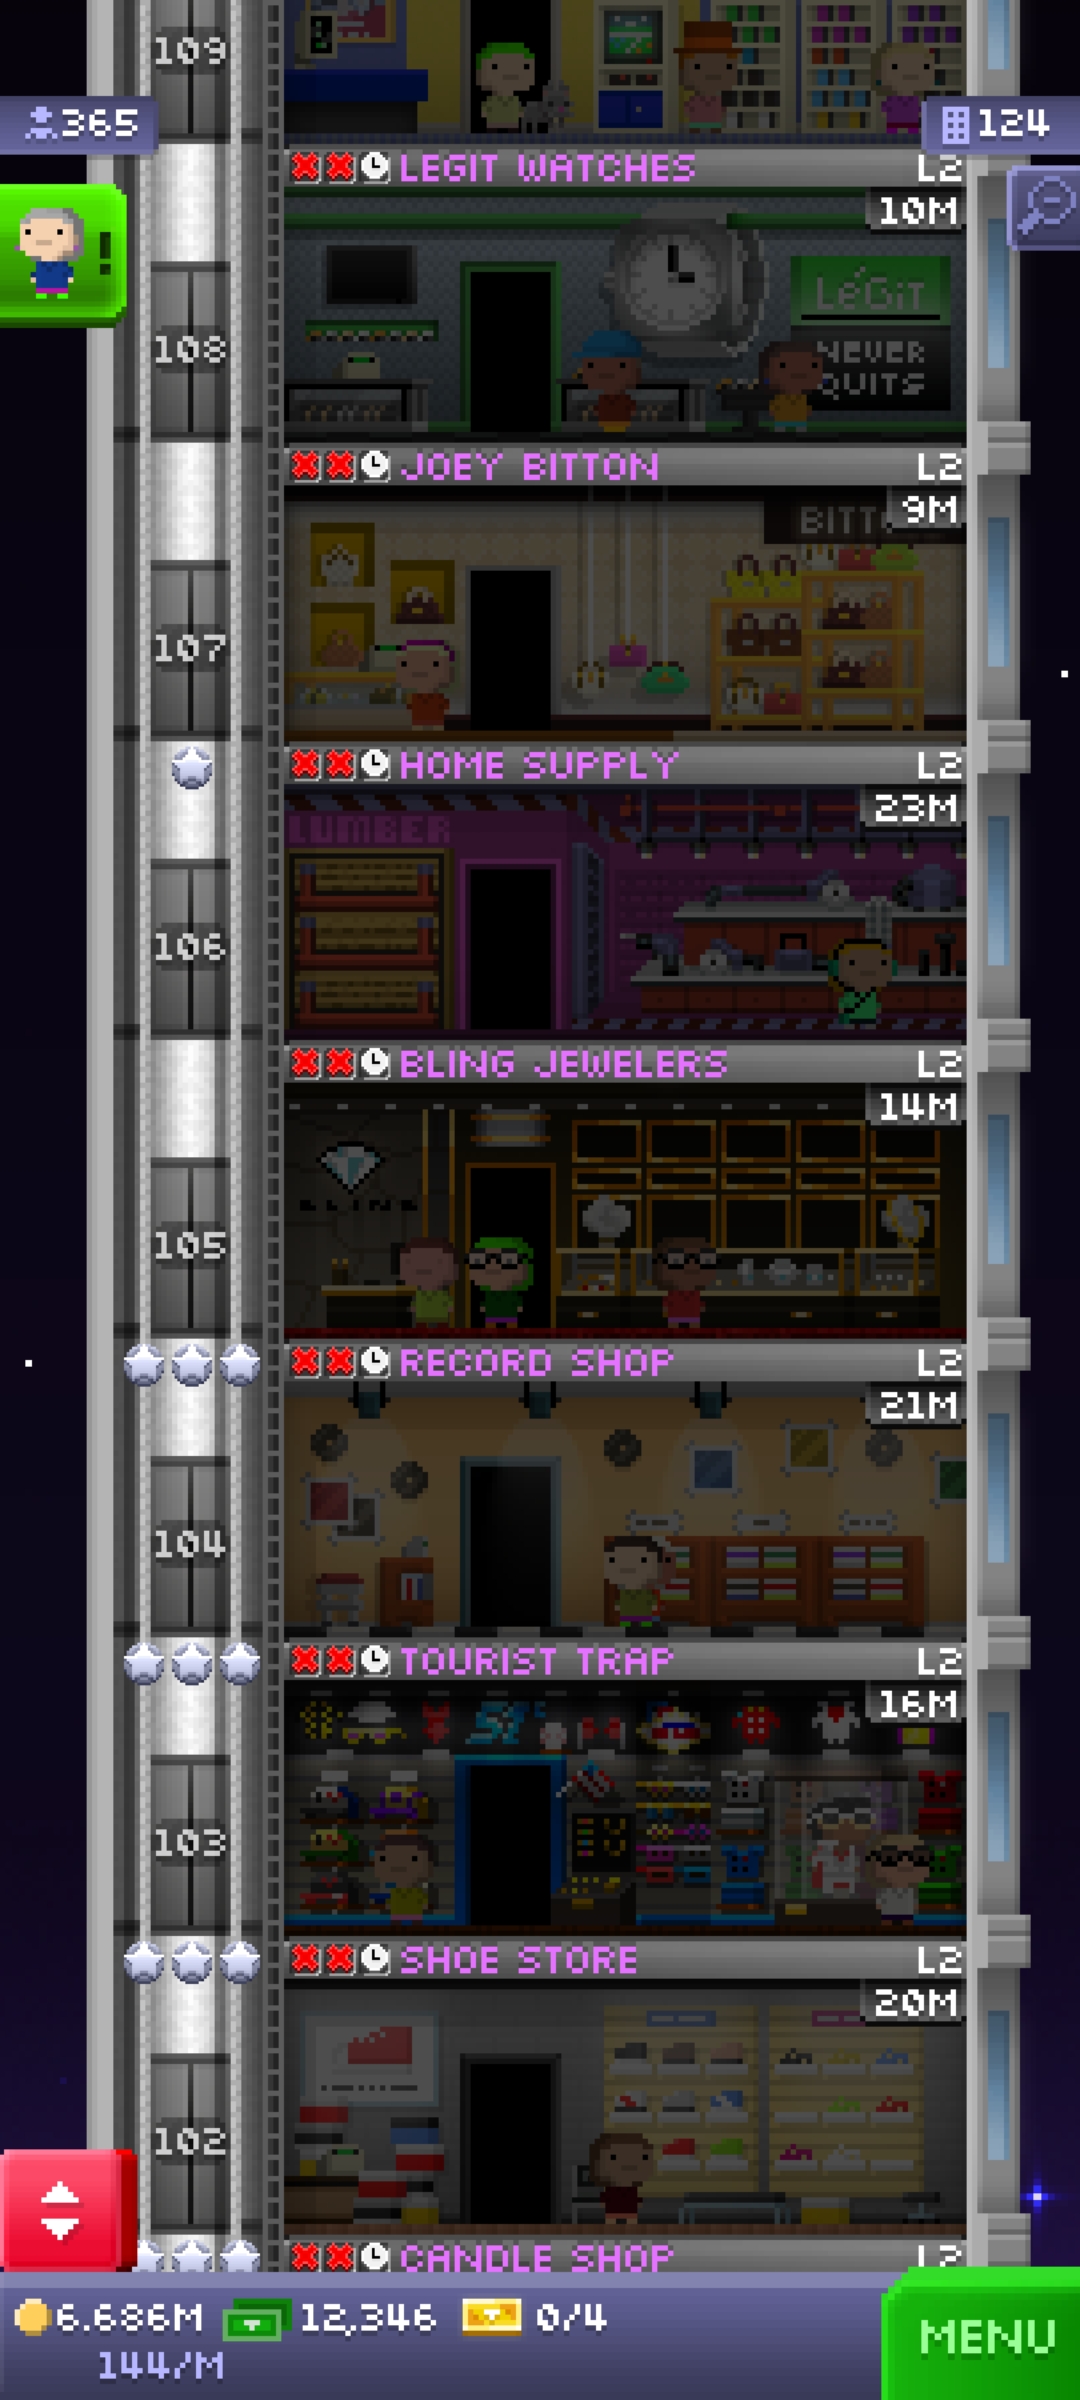 109
365
124
LEGIT WATCHES L2
10M
!
LéGiT
NEVER
QUITS
108
JOEY BITTON L2
9M
107
HOME SUPPLY L2
23M
LUMBER
106
BLING JEWELERS L2
14M
BLING
105
RECORD SHOP L2
21M
104
TOURIST TRAP L2
16M
103
SHOE STORE L2
20M
102
CANDLE SHOP L2
6.686M 12,346 0/4
144/M
MENU